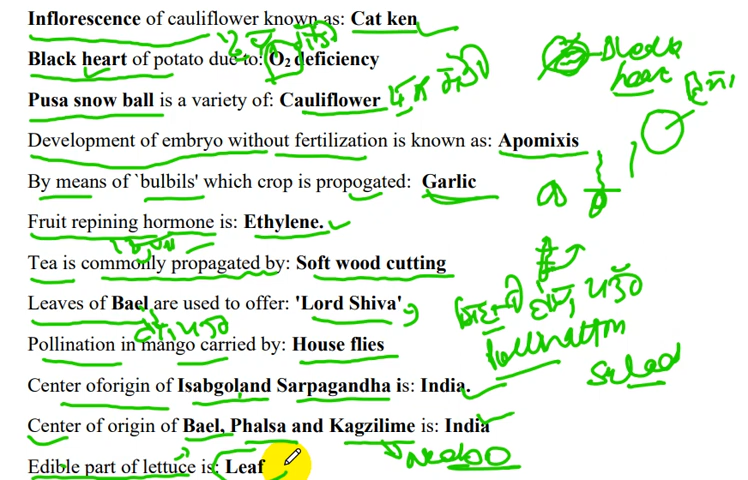 Inflorescence of cauliflower known as: Cat ken
Black heart of potato due to: O₂ deficiency
Block heart
Pusa snow ball is a variety of: Cauliflower
Development of embryo without fertilization is known as: Apomixis
By means of `bulbils' which crop is propogated: Garlic
Fruit repining hormone is: Ethylene.
Tea is commonly propagated by: Soft wood cutting
Leaves of Bael are used to offer: 'Lord Shiva'
Pollination in mango carried by: House flies
Pollination
Salad
Center oforigin of Isabgoland Sarpagandha is: India.
Center of origin of Bael, Phalsa and Kagzilime is: India
Edible part of lettuce is: Leaf